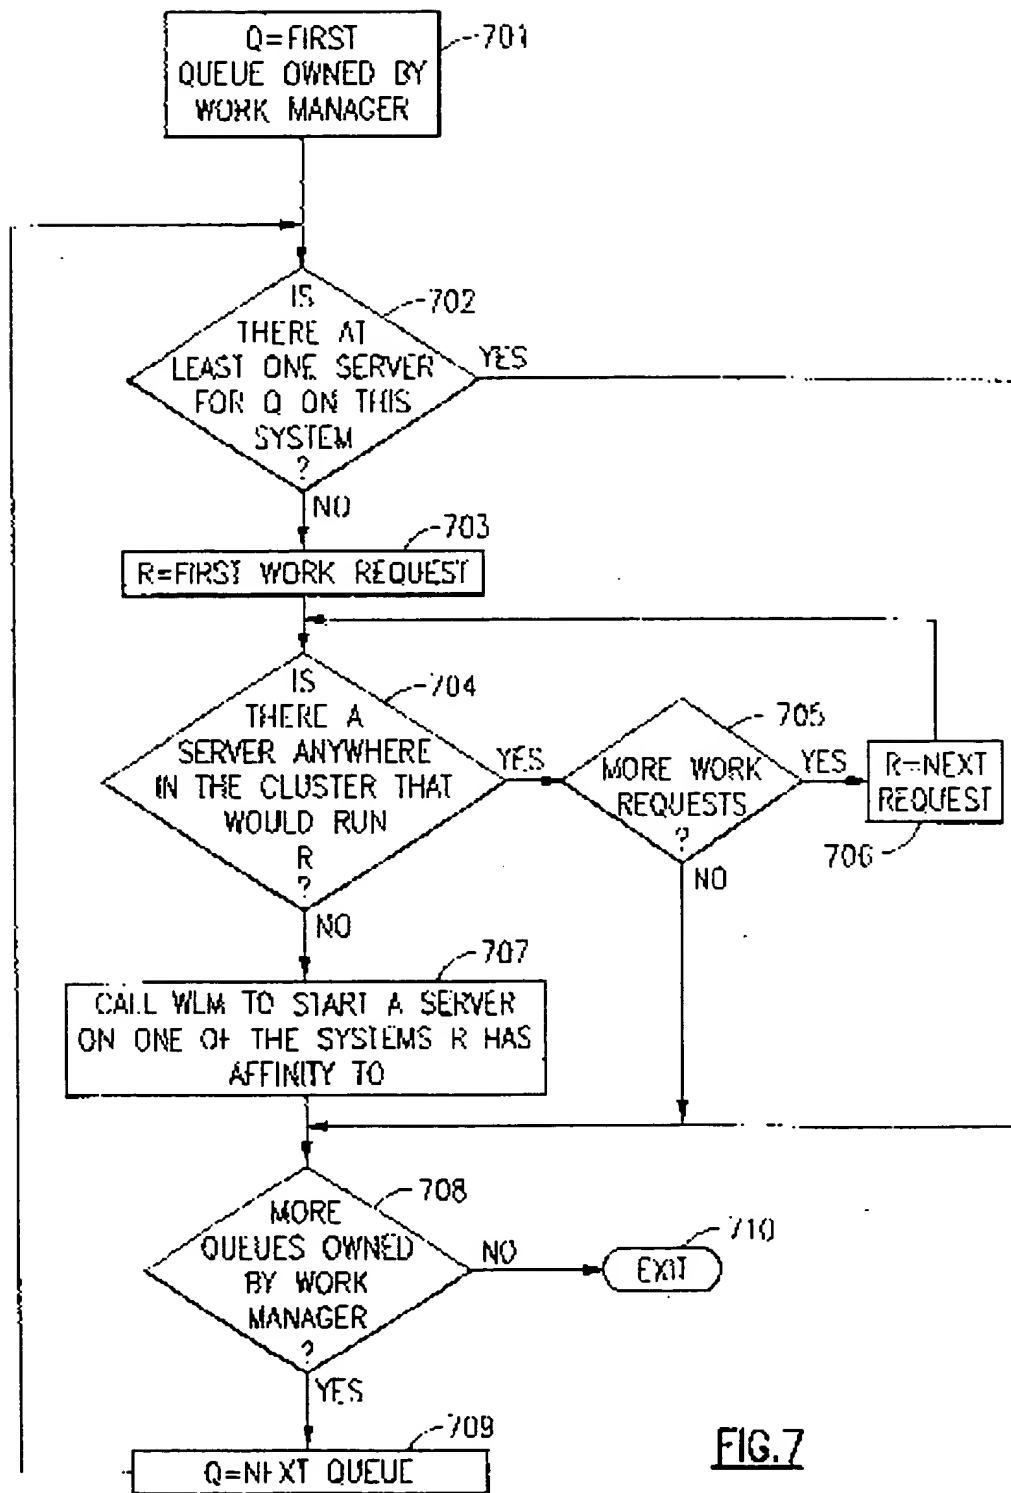 Q=FIRST
QUEUE OWNED BY
WORK MANAGER
701
IS
THERE AT
LEAST ONE SERVER
FOR Q ON THIS
SYSTEM
?
702
YES
NO
703
R=FIRST WORK REQUEST
IS
THERE A
SERVER ANYWHERE
IN THE CLUSTER THAT
WOULD RUN
R
?
704
YES
NO
MORE WORK
REQUESTS
?
705
YES
NO
R=NEXT
REQUEST
706
707
CALL WLM TO START A SERVER
ON ONE OF THE SYSTEMS R HAS
AFFINITY TO
MORE
QUEUES OWNED
BY WORK
MANAGER
?
708
NO
YES
EXIT
710
709
Q=NEXT QUEUE
FIG.7